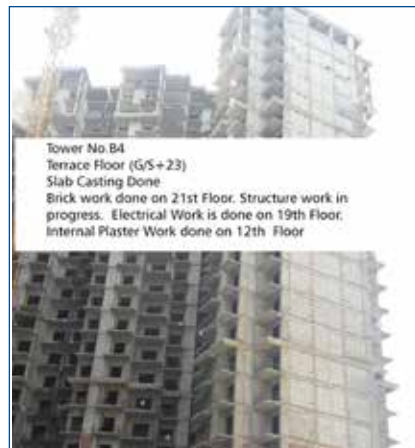 Tower No.B4
Terrace Floor (G/S+23)
Slab Casting Done
Brick work done on 21st Floor. Structure work in
progress.  Electrical Work is done on 19th Floor.
Internal Plaster Work done on 12th  Floor